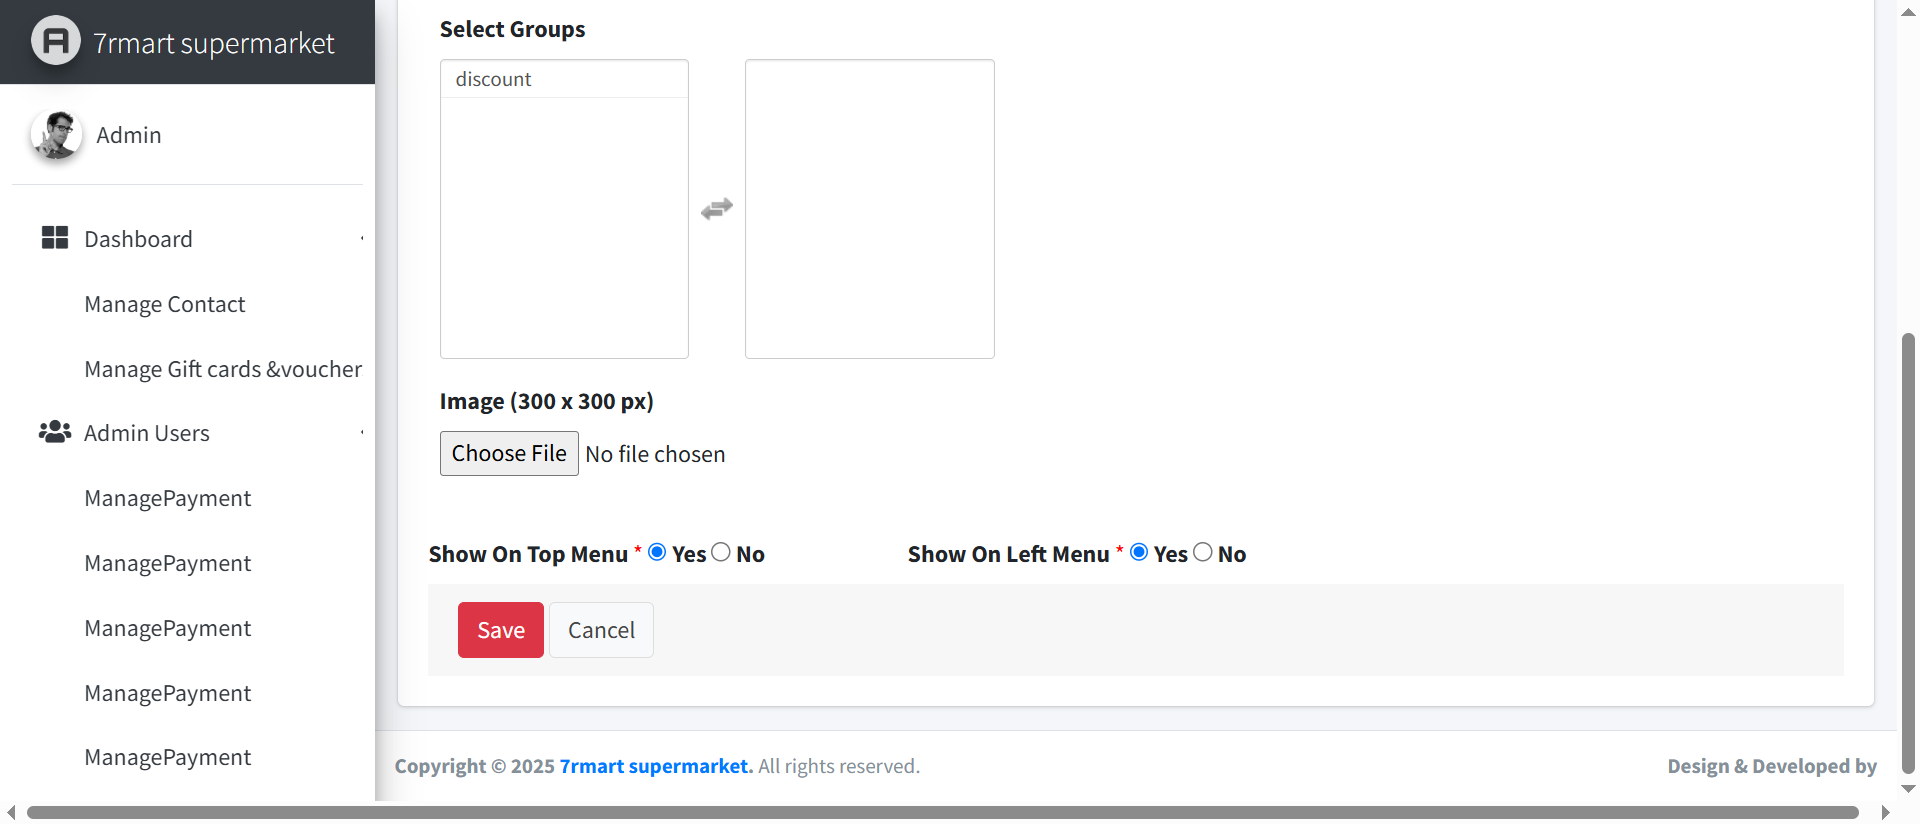 7rmart supermarket
Admin
Dashboard
Manage Contact
Manage Gift cards &voucher
Admin Users
ManagePayment
ManagePayment
ManagePayment
ManagePayment
ManagePayment
Select Groups
discount
Image (300 x 300 px)
Choose File No file chosen
Show On Top Menu * Yes No Show On Left Menu * Yes No
Save Cancel
Copyright © 2025 7rmart supermarket. All rights reserved. Design & Developed by